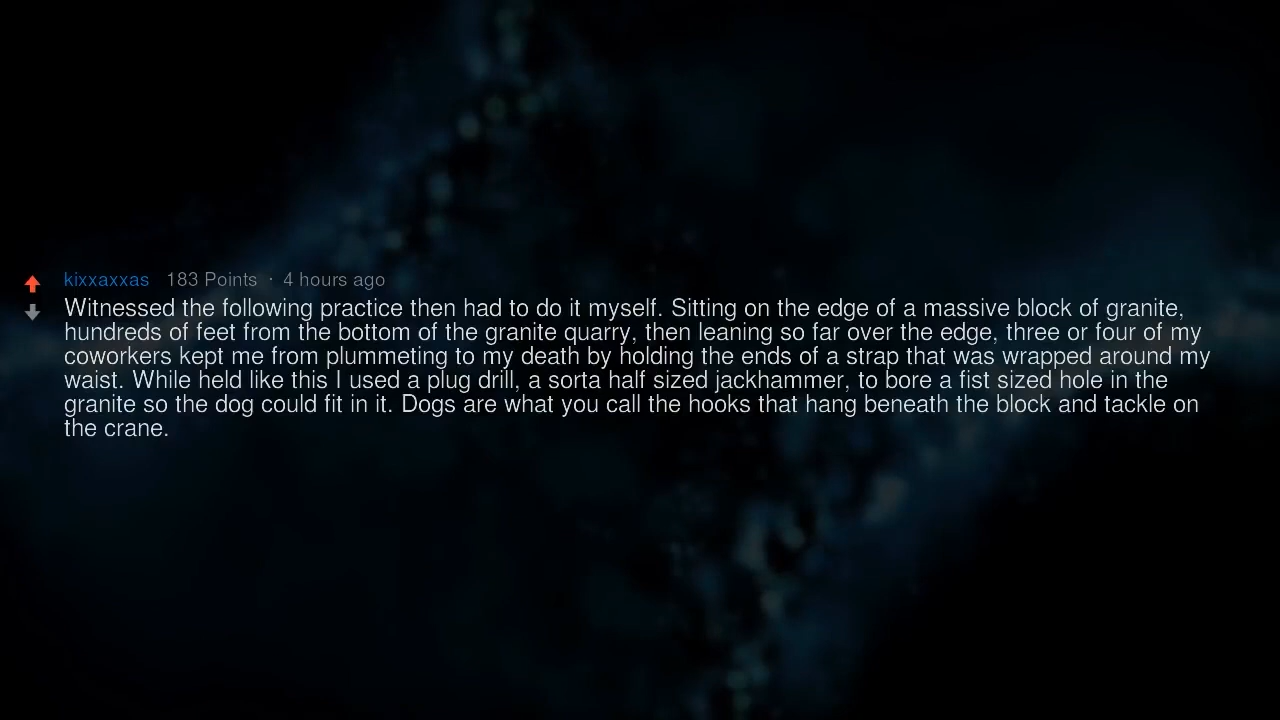 kixxaxxas 183 Points · 4 hours ago
Witnessed the following practice then had to do it myself. Sitting on the edge of a massive block of granite,
hundreds of feet from the bottom of the granite quarry, then leaning so far over the edge, three or four of my
coworkers kept me from plummeting to my death by holding the ends of a strap that was wrapped around my
waist. While held like this I used a plug drill, a sorta half sized jackhammer, to bore a fist sized hole in the
granite so the dog could fit in it. Dogs are what you call the hooks that hang beneath the block and tackle on
the crane.